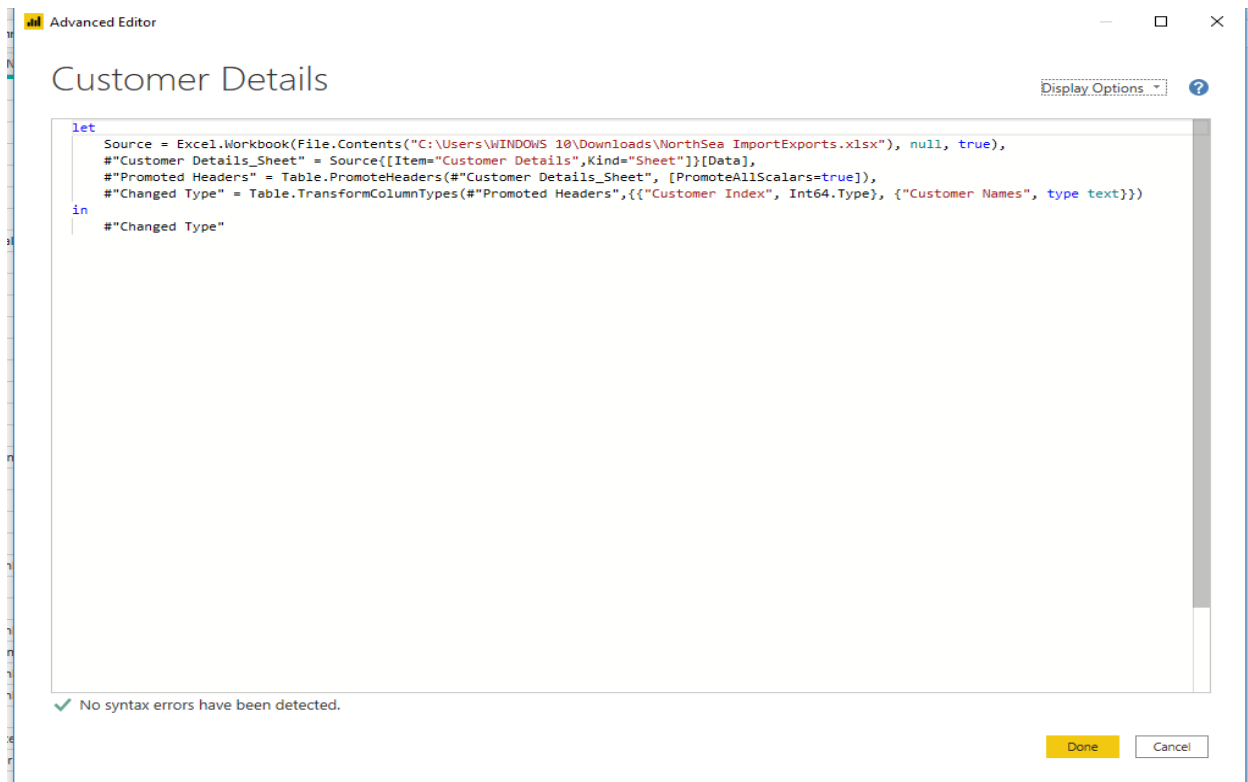 Advanced Editor
Customer Details
Display Options
?
let
    Source = Excel.Workbook(File.Contents("C:\Users\WINDOWS 10\Downloads\NorthSea ImportExports.xlsx"), null, true),
    #"Customer Details_Sheet" = Source{[Item="Customer Details",Kind="Sheet"]}[Data],
    #"Promoted Headers" = Table.PromoteHeaders(#"Customer Details_Sheet", [PromoteAllScalars=true]),
    #"Changed Type" = Table.TransformColumnTypes(#"Promoted Headers",{{"Customer Index", Int64.Type}, {"Customer Names", type text}})
in
    #"Changed Type"
No syntax errors have been detected.
Done
Cancel